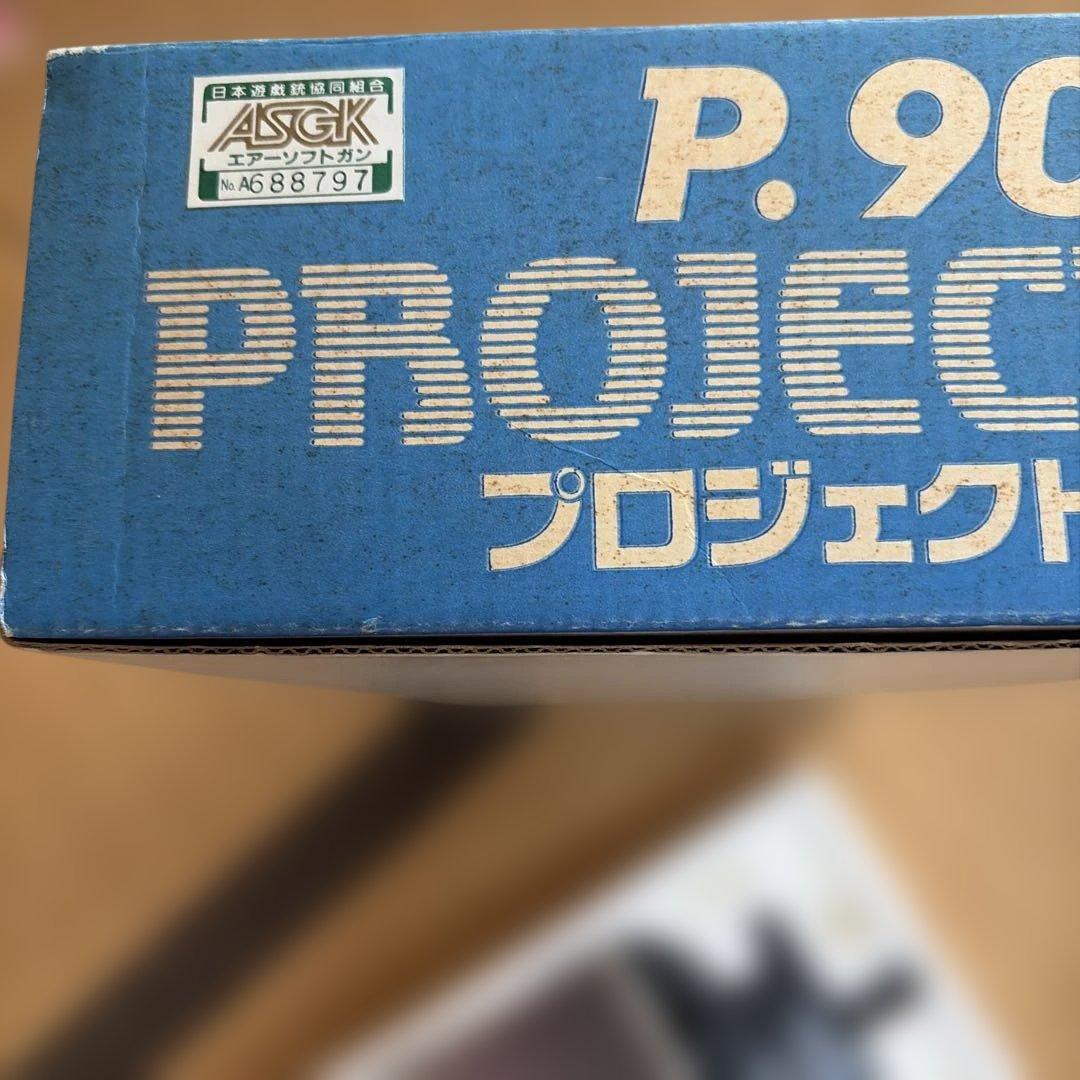 日本遊戯銃協同組合
ASGK
エアーソフトガン
No. A688797
P.90
PROJEC
プロジェクト